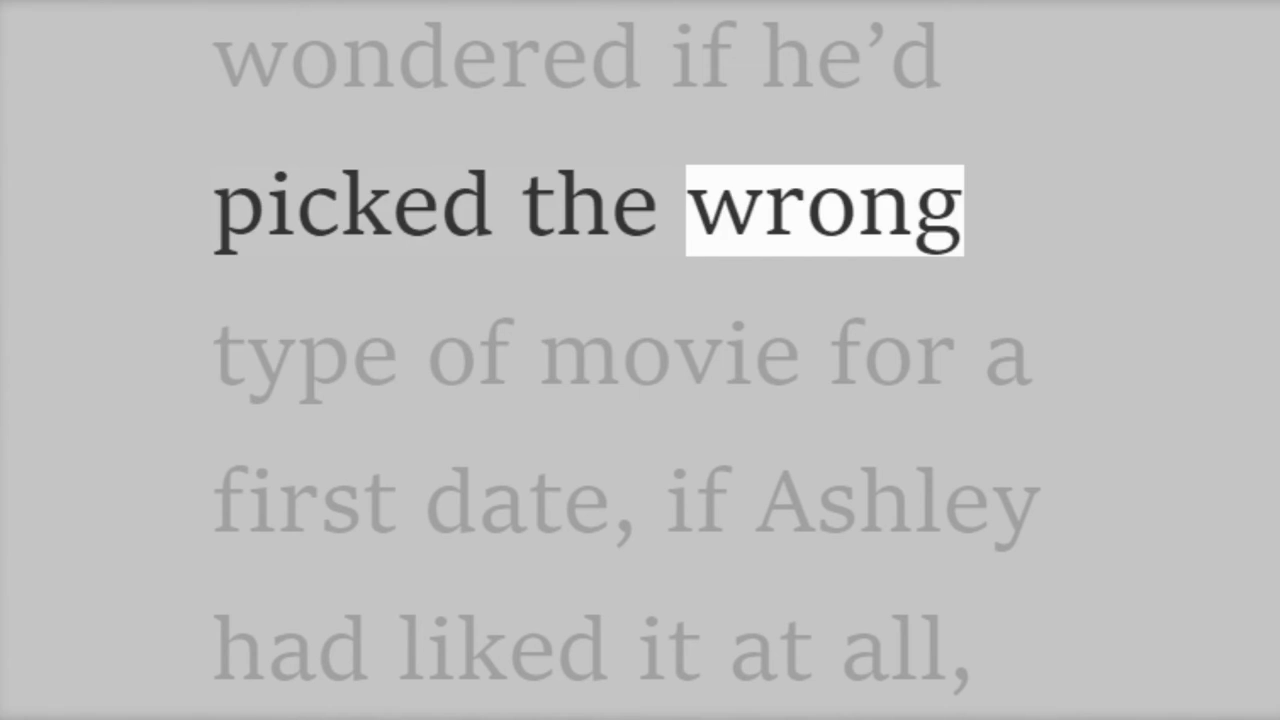 wondered if he’d
picked the wrong
type of movie for a
first date, if Ashley
had liked it at all,